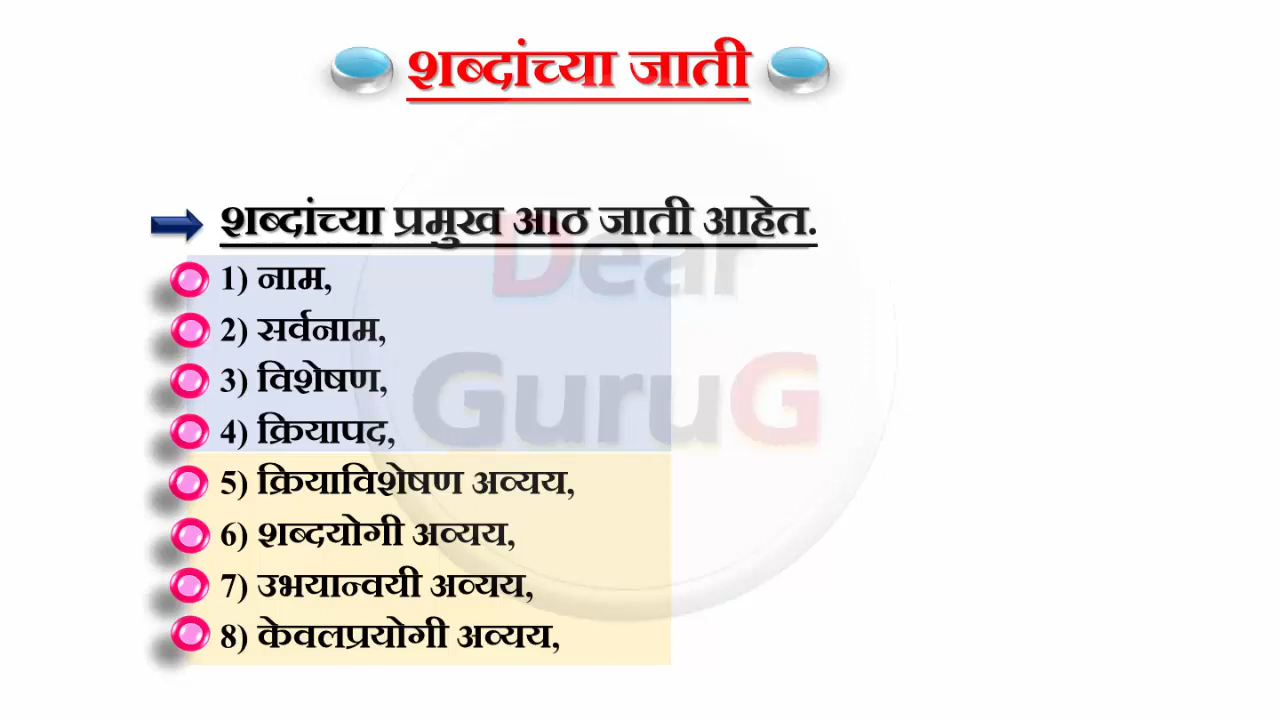 शब्दांच्या जाती
शब्दांच्या प्रमुख आठ जाती आहेत.
1) नाम,
2) सर्वनाम,
3) विशेषण,
4) क्रियापद,
5) क्रियाविशेषण अव्यय,
6) शब्दयोगी अव्यय,
7) उभयान्वयी अव्यय,
8) केवलप्रयोगी अव्यय,
Dear
GuruG